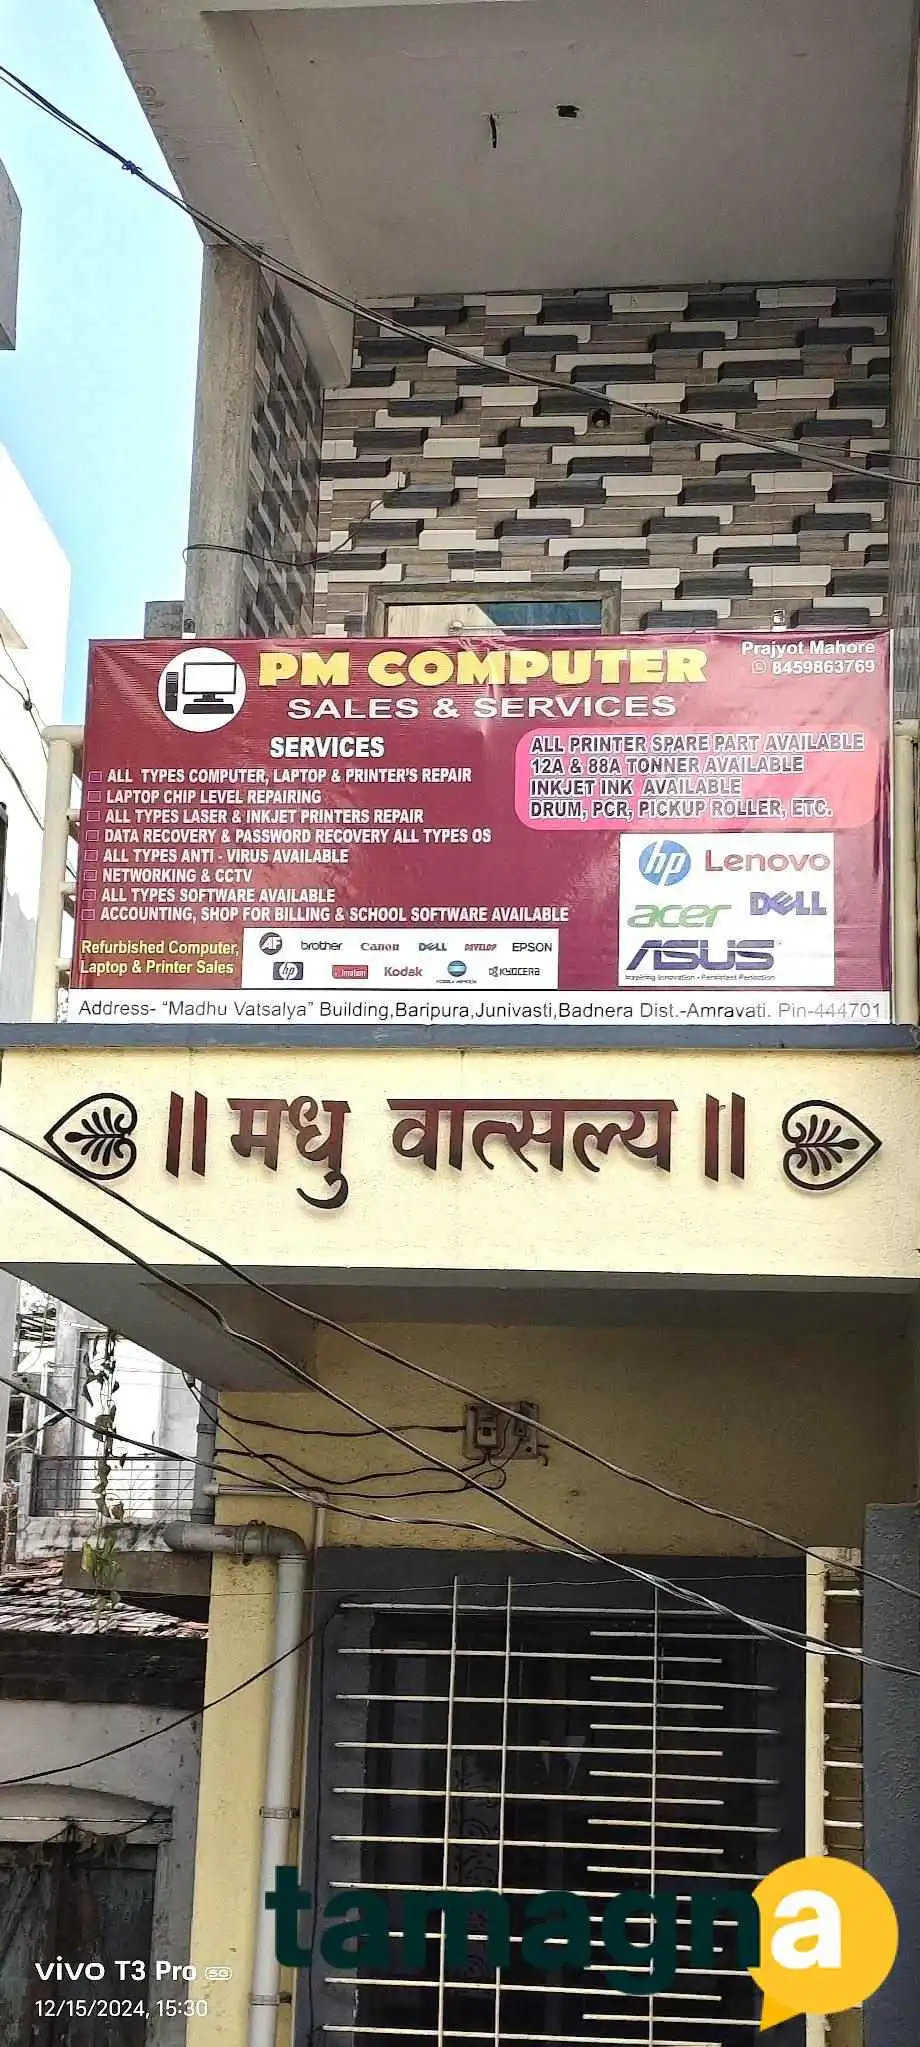 PM COMPUTER
SALES & SERVICES
Prajyot Mahore
8459863769
SERVICES
ALL TYPES COMPUTER, LAPTOP & PRINTER'S REPAIR
LAPTOP CHIP LEVEL REPAIRING
ALL TYPES LASER & INKJET PRINTERS REPAIR
DATA RECOVERY & PASSWORD RECOVERY ALL TYPES OS
ALL TYPES ANTI - VIRUS AVAILABLE
NETWORKING & CCTV
ALL TYPES SOFTWARE AVAILABLE
ACCOUNTING, SHOP FOR BILLING & SCHOOL SOFTWARE AVAILABLE
ALL PRINTER SPARE PART AVAILABLE
12A & 88A TONNER AVAILABLE
INKJET INK AVAILABLE
DRUM, PCR, PICKUP ROLLER, ETC.
hp Lenovo
acer DELL
ASUS
Inspiring Innovation • Persistent Perfection
Refurbished Computer,
Laptop & Printer Sales
brother Canon DELL DEVELOP EPSON
hp Kodak KYOCERA
Address- "Madhu Vatsalya" Building,Baripura,Junivasti,Badnera Dist.-Amravati. Pin-444701
॥ मधु वात्सल्य ॥
tamagna
vivo T3 Pro 5G
12/15/2024, 15:30